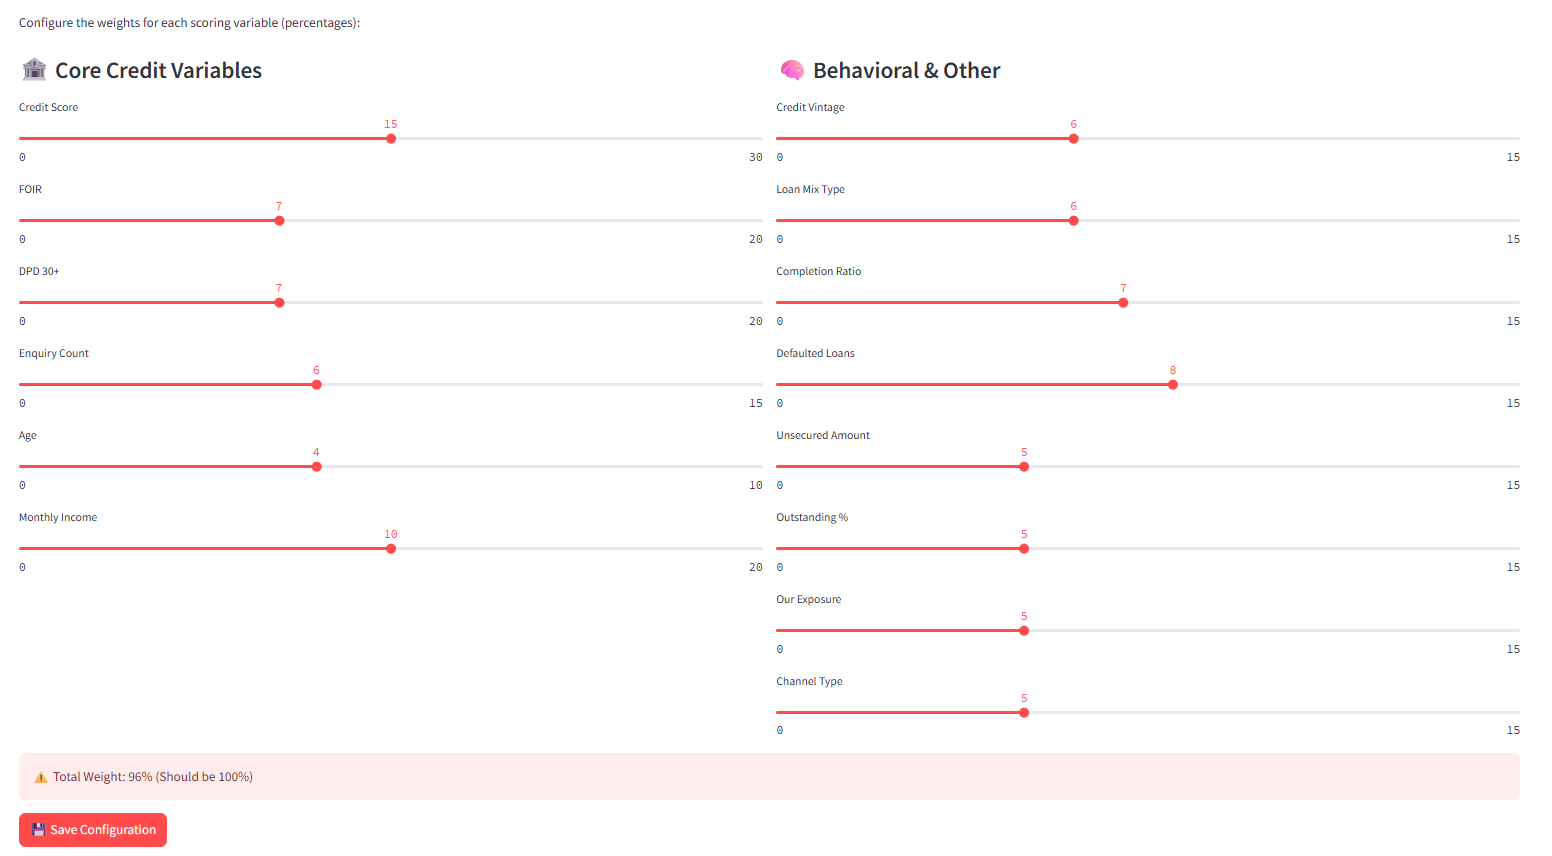 Configure the weights for each scoring variable (percentages):
Core Credit Variables
Credit Score
15
0 30
FOIR
7
0 20
DPD 30+
7
0 20
Enquiry Count
6
0 15
Age
4
0 10
Monthly Income
10
0 20
Behavioral & Other
Credit Vintage
6
0 15
Loan Mix Type
6
0 15
Completion Ratio
7
0 15
Defaulted Loans
8
0 15
Unsecured Amount
5
0 15
Outstanding %
5
0 15
Our Exposure
5
0 15
Channel Type
5
0 15
Total Weight: 96% (Should be 100%)
Save Configuration